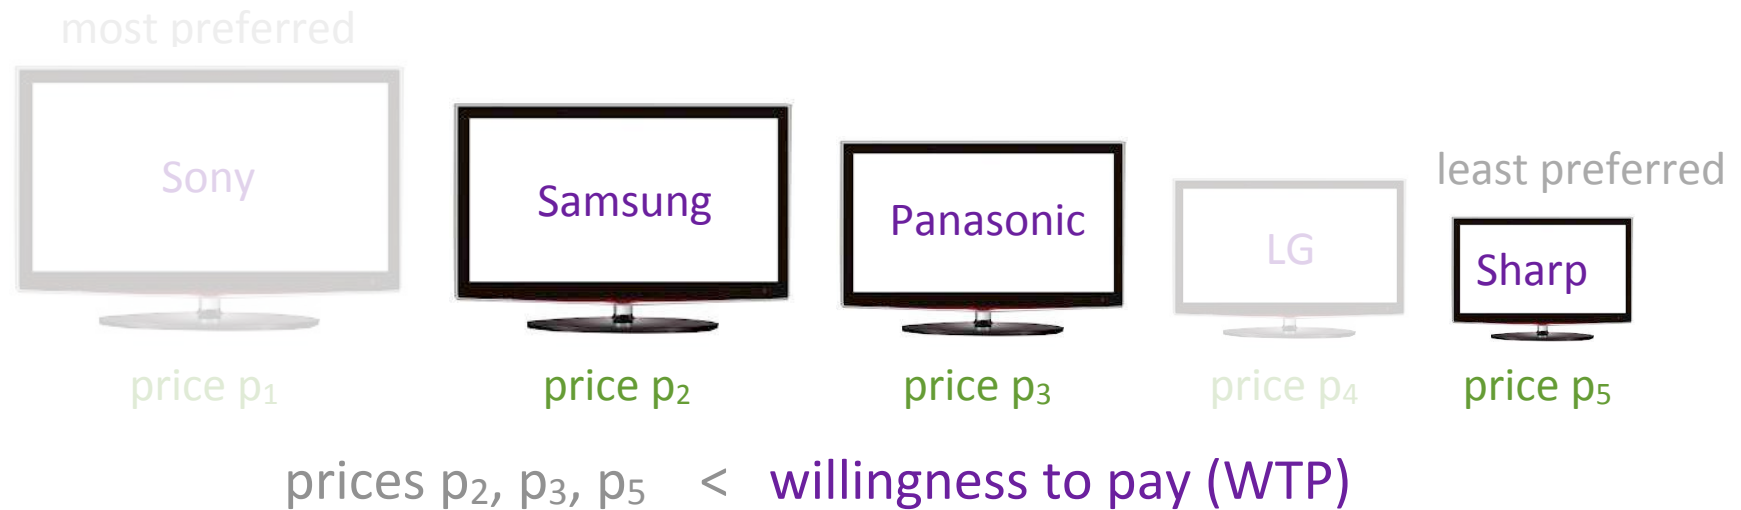 most preferred
least preferred
Sony
Samsung
Panasonic
LG
Sharp
price p₁
price p₂
price p₃
price p₄
price p₅
prices p₂, p₃, p₅ < willingness to pay (WTP)